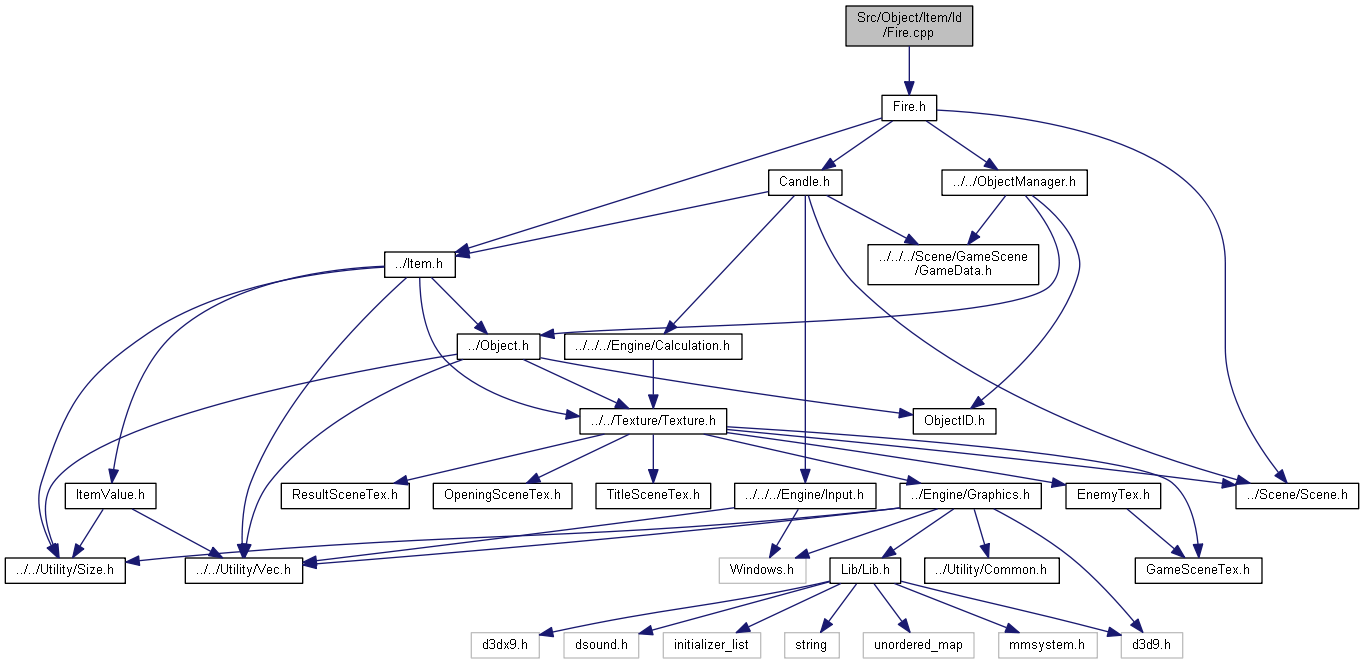 Src/Object/Item/Id
/Fire.cpp
Fire.h
Candle.h
../../ObjectManager.h
../Item.h
../../../Scene/GameScene
/GameData.h
../Object.h
../../../Engine/Calculation.h
../../Texture/Texture.h
ObjectID.h
ItemValue.h
ResultSceneTex.h
OpeningSceneTex.h
TitleSceneTex.h
../../../Engine/Input.h
../Engine/Graphics.h
EnemyTex.h
../Scene/Scene.h
../../Utility/Size.h
../../Utility/Vec.h
Windows.h
Lib/Lib.h
../Utility/Common.h
GameSceneTex.h
d3dx9.h
dsound.h
initializer_list
string
unordered_map
mmsystem.h
d3d9.h